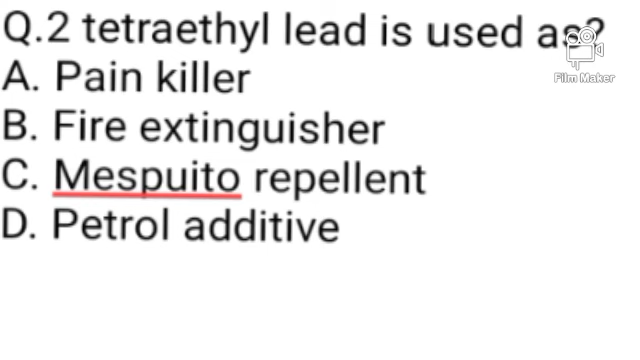 Q.2 tetraethyl lead is used as?
A. Pain killer
Film Maker
B. Fire extinguisher
C. Mespuito repellent
D. Petrol additive